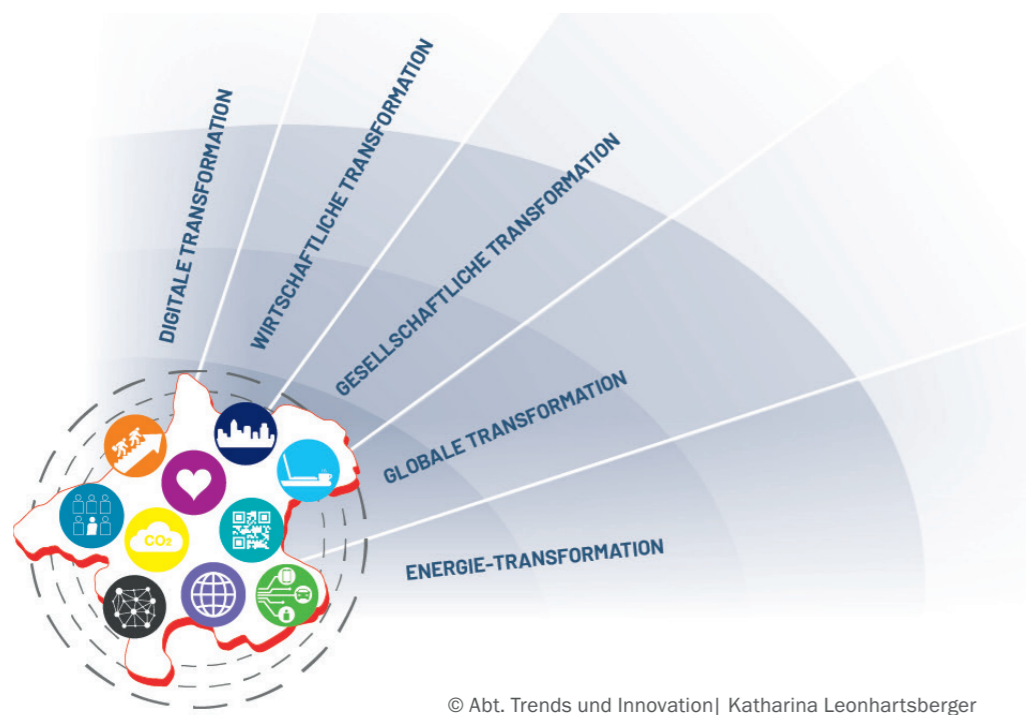 DIGITALE TRANSFORMATION
WIRTSCHAFTLICHE TRANSFORMATION
GESELLSCHAFTLICHE TRANSFORMATION
GLOBALE TRANSFORMATION
ENERGIE-TRANSFORMATION
CO₂
© Abt. Trends und Innovation| Katharina Leonhartsberger